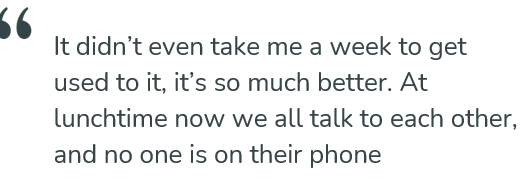 “
It didn’t even take me a week to get
used to it, it’s so much better. At
lunchtime now we all talk to each other,
and no one is on their phone